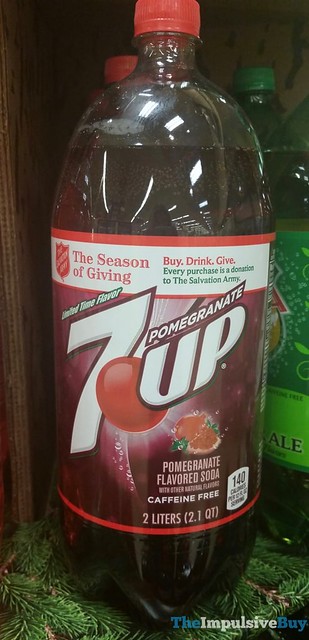 The Season
of Giving
Buy. Drink. Give.
Every purchase is a donation
to The Salvation Army.
Limited Time Flavor
POMEGRANATE
7UP®
POMEGRANATE
FLAVORED SODA
WITH OTHER NATURAL FLAVORS
CAFFEINE FREE
2 LITERS (2.1 QT)
140
CALORIES
ALE
TheImpulsiveBuy